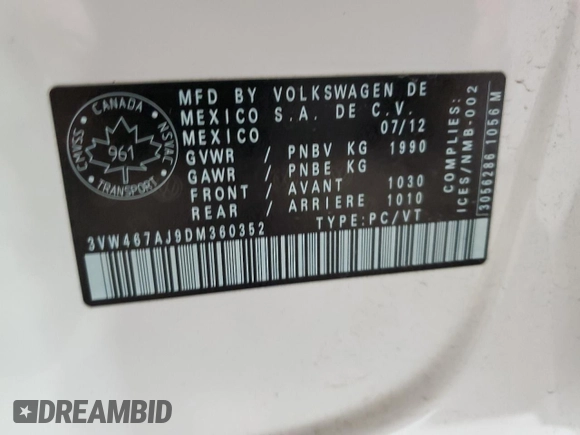 MFD BY VOLKSWAGEN DE
MEXICO S.A. DE C.V.
MEXICO 07/12
GVWR / PNBV KG 1990
GAWR / PNBE KG
FRONT / AVANT 1030
REAR / ARRIERE 1010
TYPE:PC/VT
3VW467AJ9DM360352
CANADA
961
TRANSPORT
CMVSS
NSVAC
COMPLIES:
ICES/NMB-002
3056286 1056 M
DREAMBID